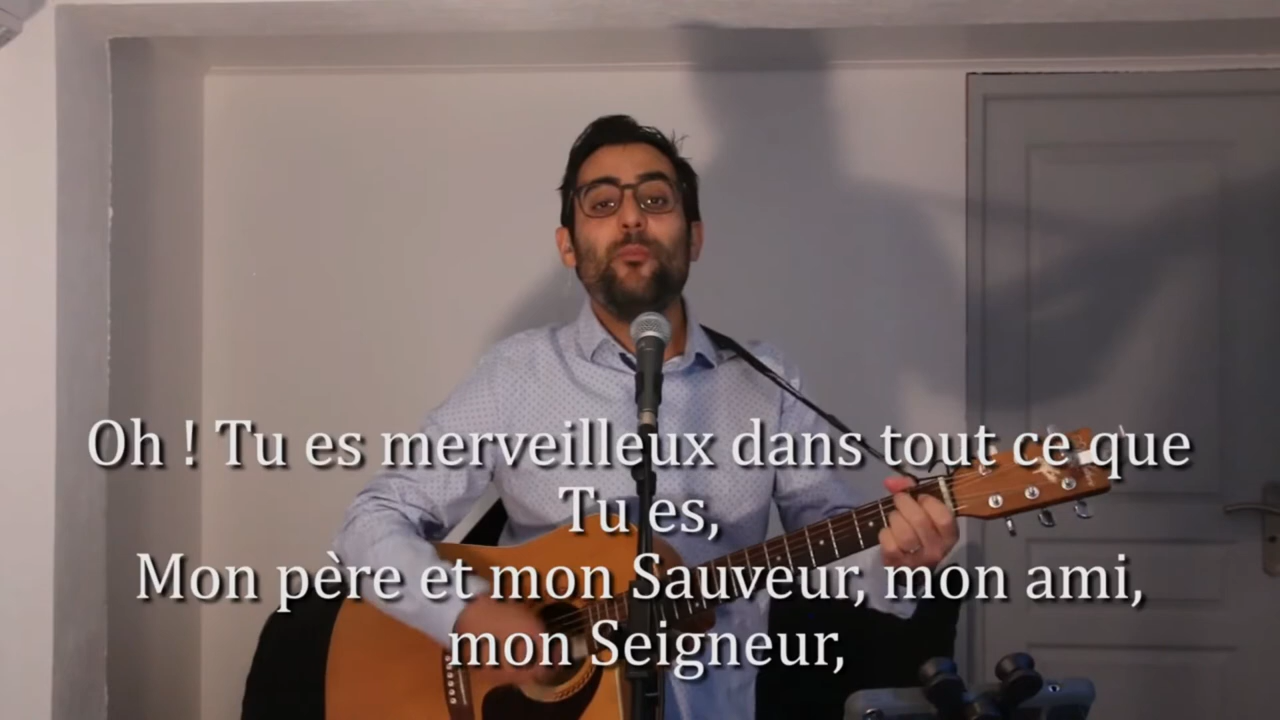 Oh ! Tu es merveilleux dans tout ce que
Tu es,
Mon père et mon Sauveur, mon ami,
mon Seigneur,